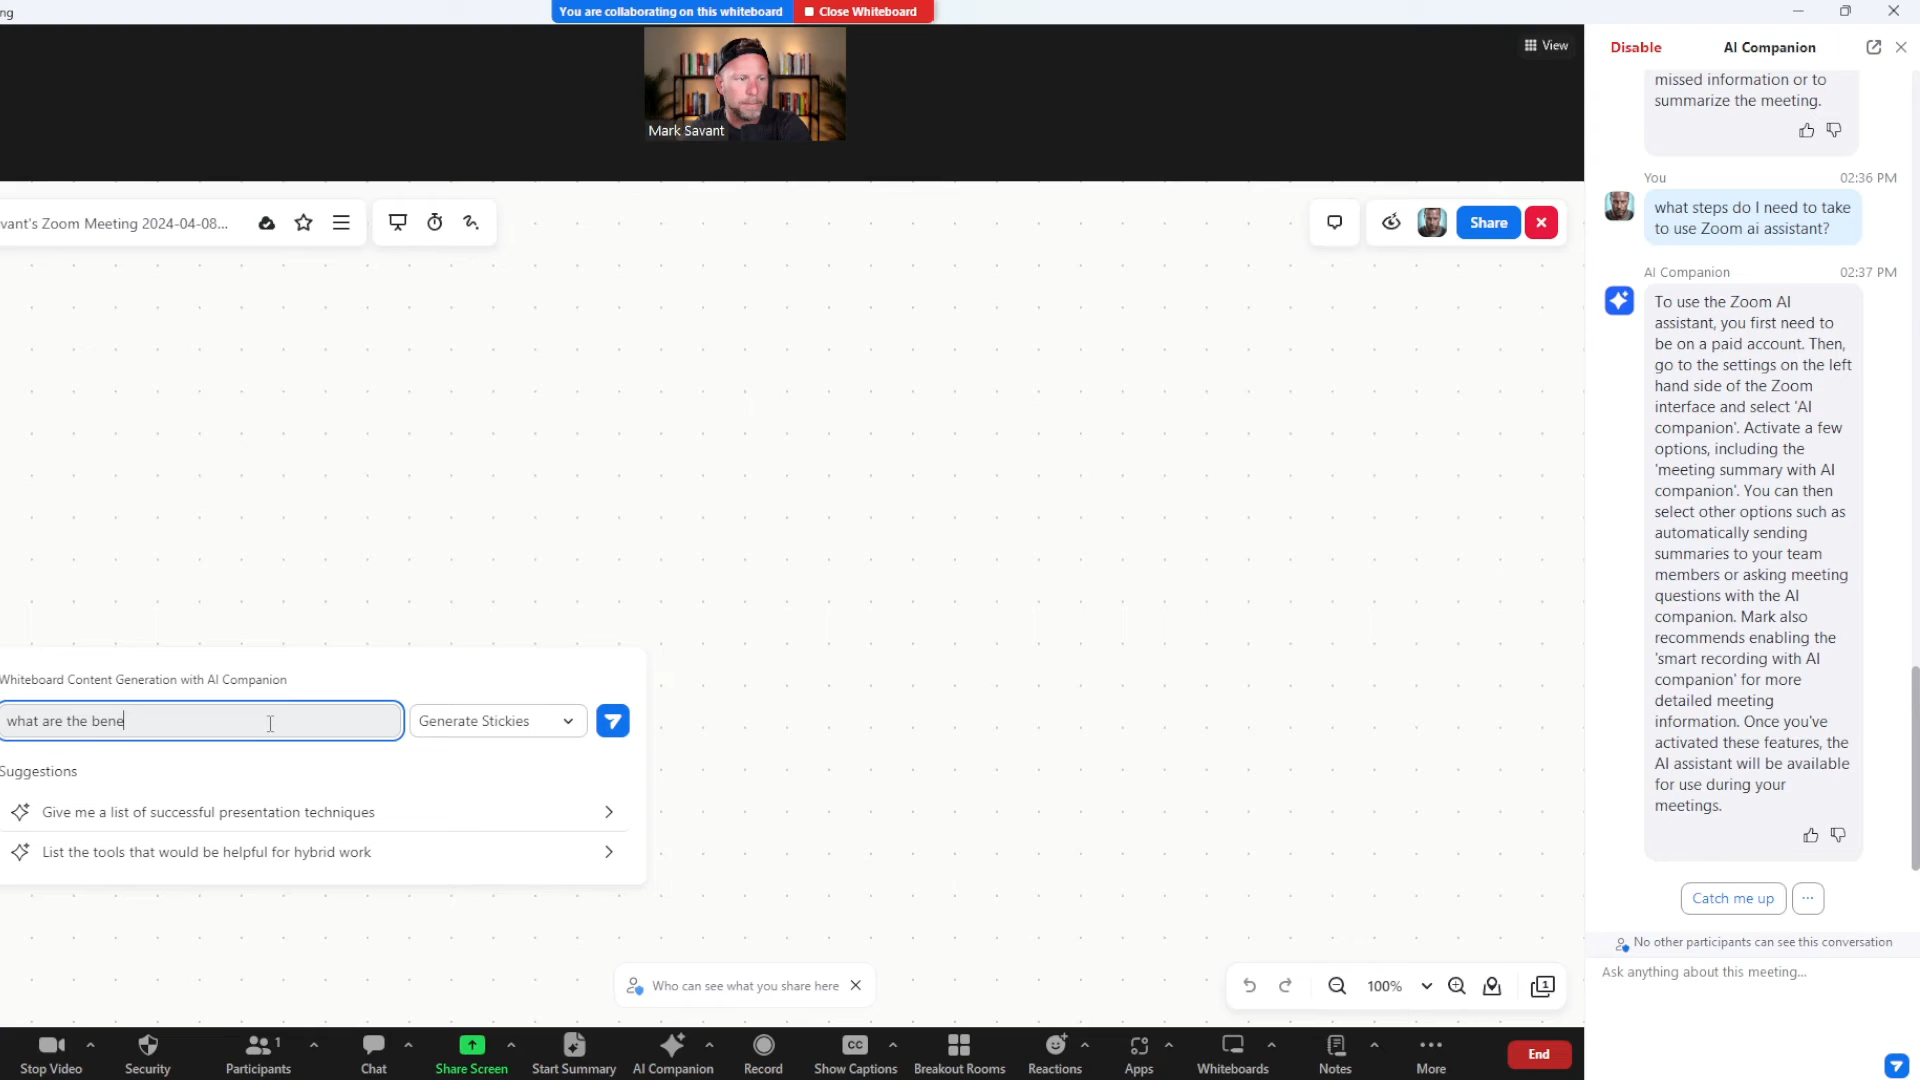 ng
You are collaborating on this whiteboard
Close Whiteboard
Mark Savant
View
vant's Zoom Meeting 2024-04-08...
Share
Whiteboard Content Generation with AI Companion
what are the bene
Generate Stickies
Suggestions
Give me a list of successful presentation techniques
List the tools that would be helpful for hybrid work
Who can see what you share here
100%
1
Stop Video
Security
1
Participants
Chat
Share Screen
Start Summary
AI Companion
Record
CC
Show Captions
Breakout Rooms
Reactions
Apps
Whiteboards
Notes
More
End
Disable
AI Companion
missed information or to
summarize the meeting.
You
02:36 PM
what steps do I need to take
to use Zoom ai assistant?
AI Companion
02:37 PM
To use the Zoom AI
assistant, you first need to
be on a paid account. Then,
go to the settings on the left
hand side of the Zoom
interface and select 'AI
companion'. Activate a few
options, including the
'meeting summary with AI
companion'. You can then
select other options such as
automatically sending
summaries to your team
members or asking meeting
questions with the AI
companion. Mark also
recommends enabling the
'smart recording with AI
companion' for more
detailed meeting
information. Once you've
activated these features, the
AI assistant will be available
for use during your
meetings.
Catch me up
No other participants can see this conversation
Ask anything about this meeting...